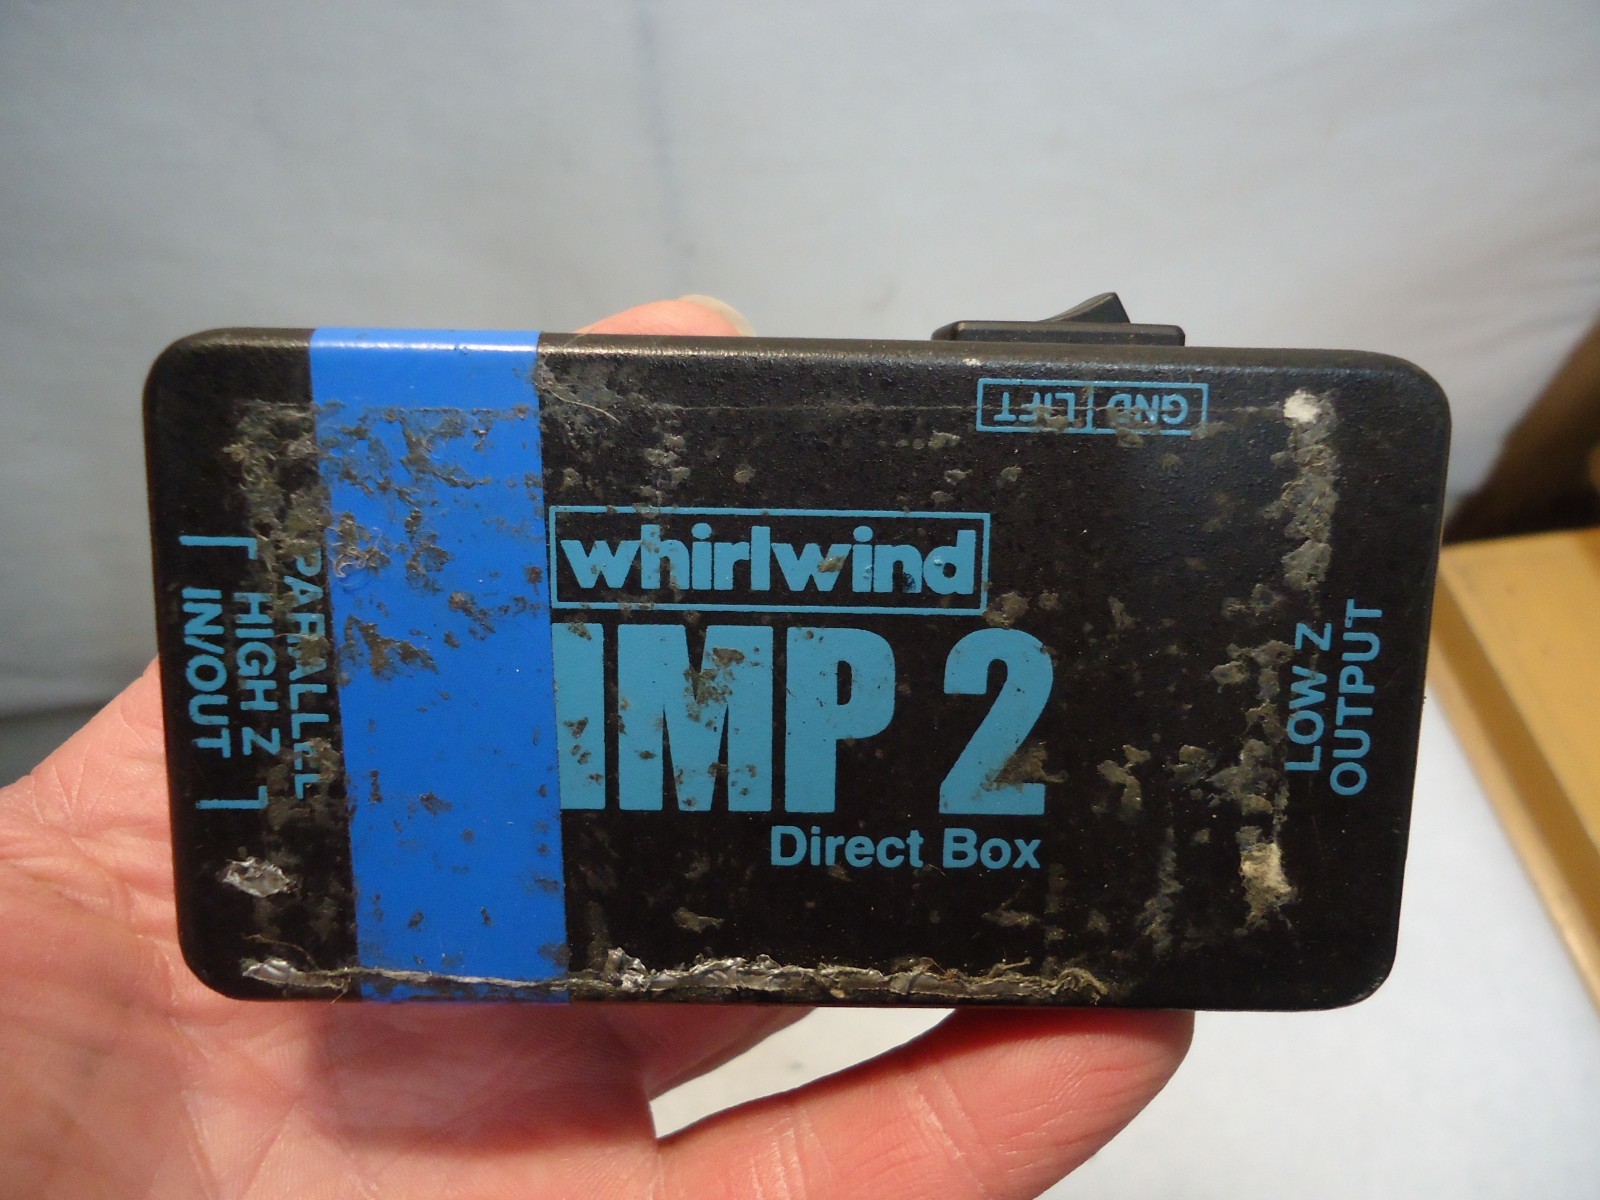 GND LIFT
whirlwind
IMP 2
Direct Box
PARALLEL
HIGH Z
IN/OUT
LOW Z
OUTPUT